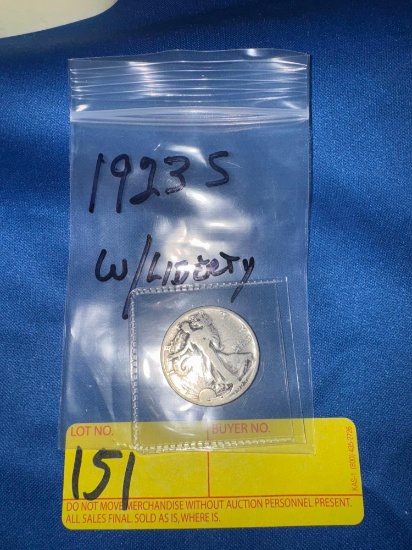 1923 S
W/LIBERTY
LOT NO. BUYER NO.
151
DO NOT MOVE MERCHANDISE WITHOUT AUCTION PERSONNEL PRESENT.
ALL SALES FINAL. SOLD AS IS, WHERE IS.